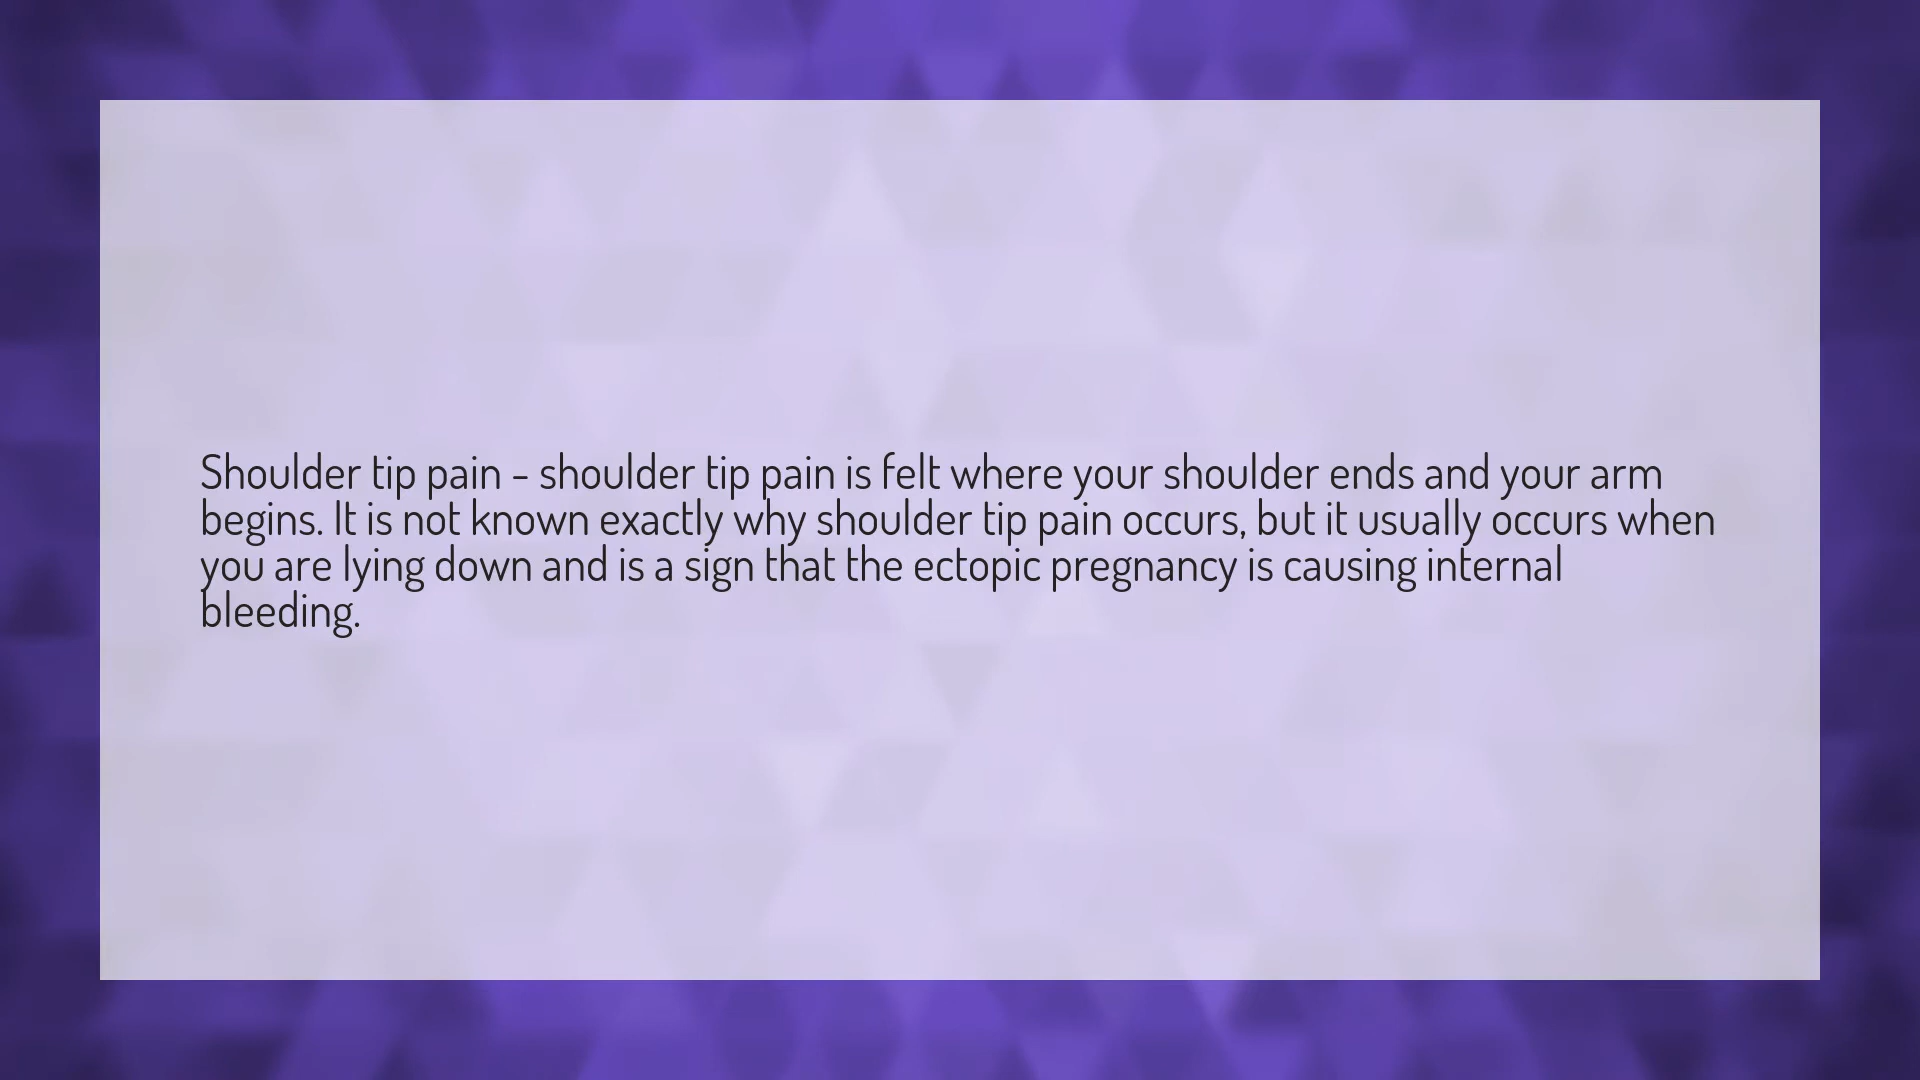 Shoulder tip pain - shoulder tip pain is felt where your shoulder ends and your arm
begins. It is not known exactly why shoulder tip pain occurs, but it usually occurs when
you are lying down and is a sign that the ectopic pregnancy is causing internal
bleeding.